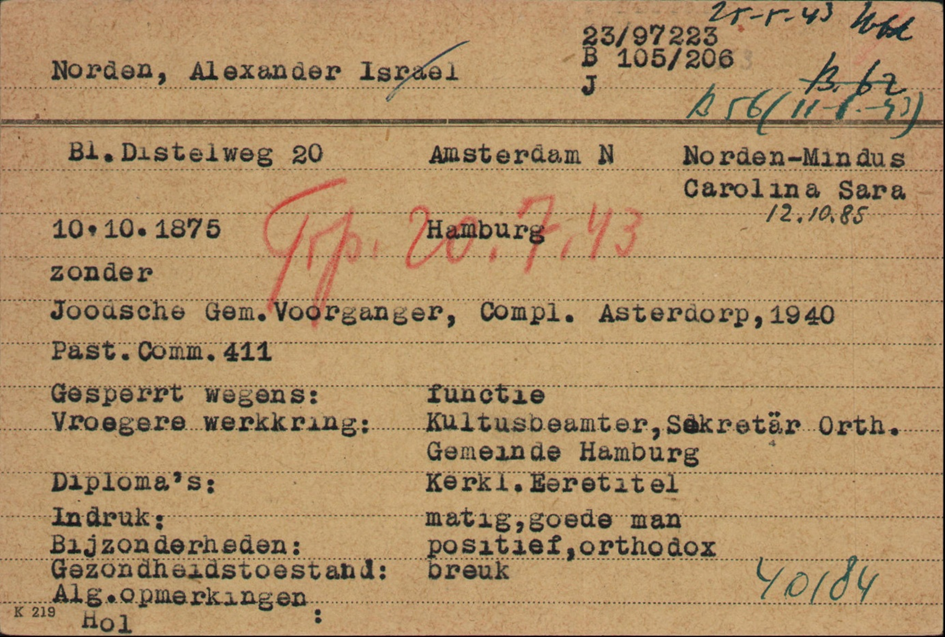 25-5-43
23/97223
Norden, Alexander Israel
B 105/206
J
B. 62
B 56 (11-6-43)
Bl.Distelweg 20 Amsterdam N Norden-Mindus
Carolina Sara
12.10.85
10.10.1875 Hamburg
Trp. 20.7.43
zonder
Joodsche Gem.Voorganger, Compl. Asterdorp,1940
Past.Comm.411
Gesperrt wegens: functie
Vroegere werkkring: Kultusbeamter,Sekretär Orth.
Gemeinde Hamburg
Diploma's: Kerkl.Eeretitel
Indruk: matig,goede man
Bijzonderheden: positief,orthodox
Gezondheidstoestand: breuk
40184
Alg.opmerkingen :
K 219
Hol